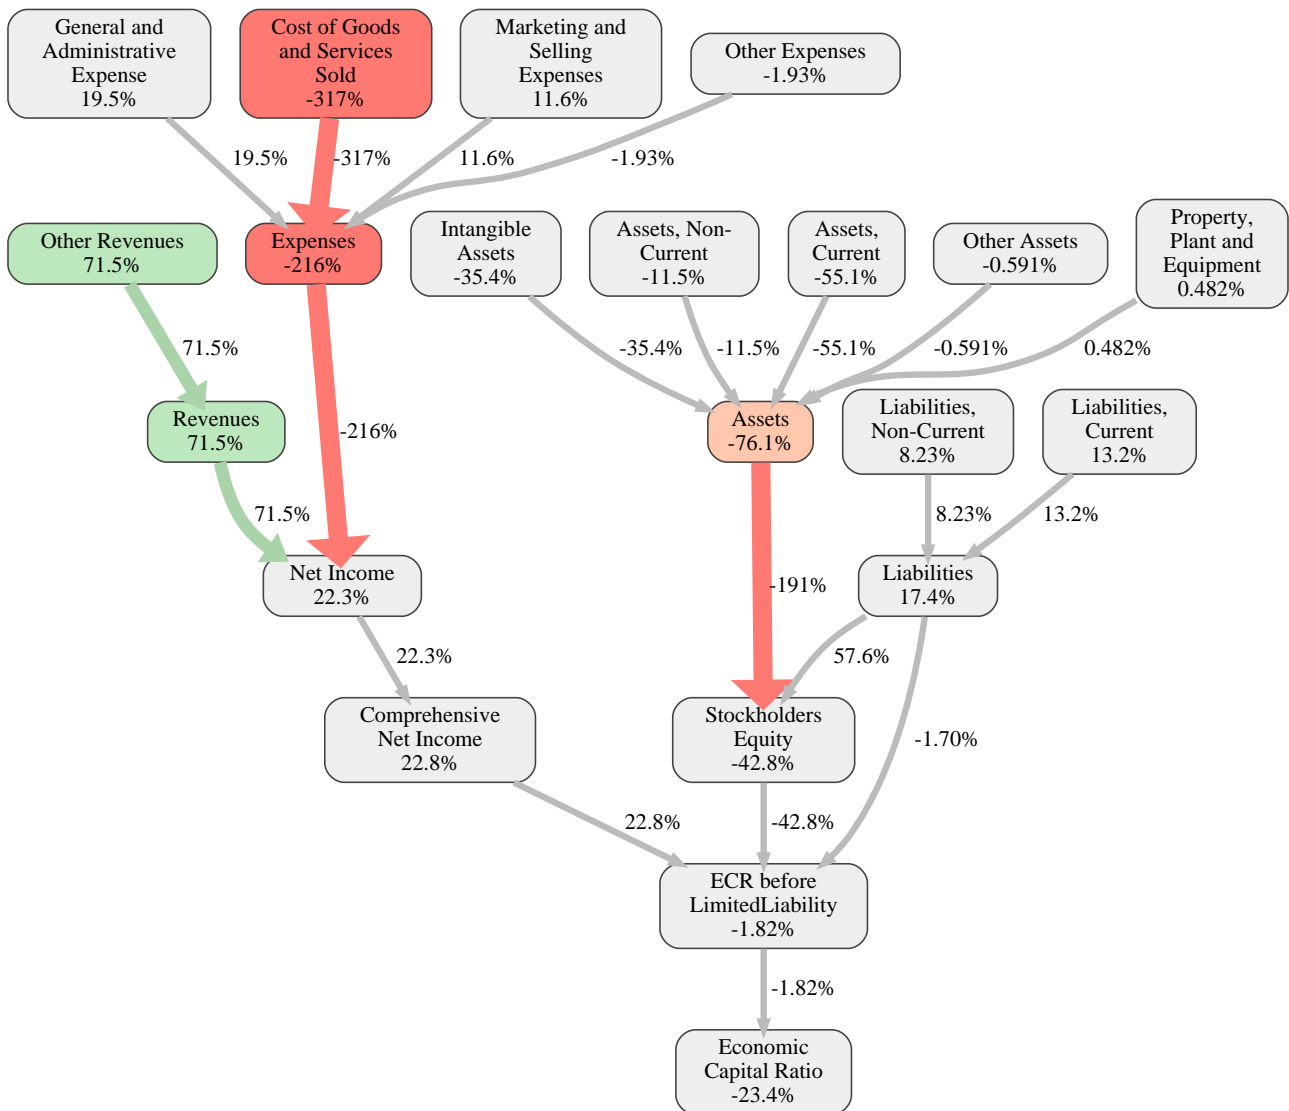 General and
Administrative
Expense
19.5%
Cost of Goods
and Services
Sold
-317%
Marketing and
Selling
Expenses
11.6%
Other Expenses
-1.93%
19.5%
-317%
11.6%
-1.93%
Other Revenues
71.5%
Expenses
-216%
Intangible
Assets
-35.4%
Assets, Non-
Current
-11.5%
Assets,
Current
-55.1%
Other Assets
-0.591%
Property,
Plant and
Equipment
0.482%
71.5%
-35.4%
-11.5%
-55.1%
-0.591%
0.482%
Revenues
71.5%
-216%
Assets
-76.1%
Liabilities,
Non-Current
8.23%
Liabilities,
Current
13.2%
71.5%
8.23%
13.2%
Net Income
22.3%
-191%
Liabilities
17.4%
22.3%
57.6%
Comprehensive
Net Income
22.8%
Stockholders
Equity
-42.8%
-1.70%
22.8%
-42.8%
ECR before
LimitedLiability
-1.82%
-1.82%
Economic
Capital Ratio
-23.4%